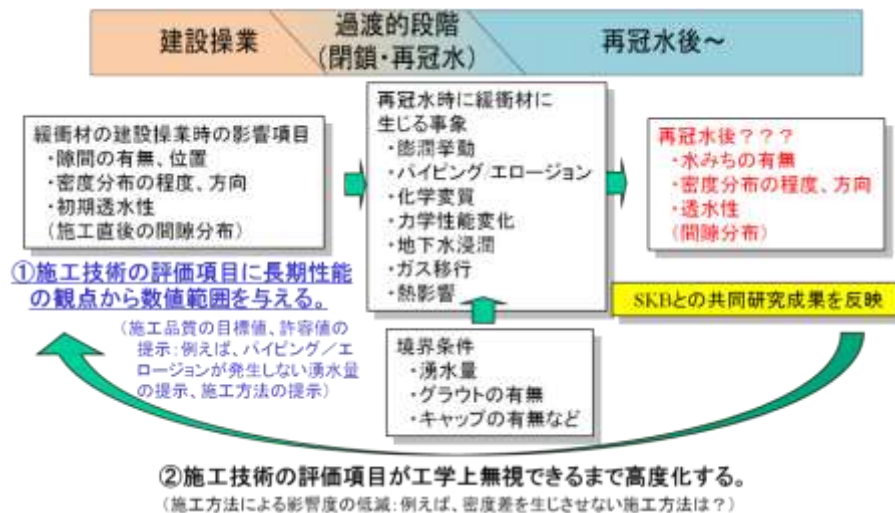 建設操業
過渡的段階
(閉鎖・再冠水)
再冠水後～
緩衝材の建設操業時の影響項目
・隙間の有無、位置
・密度分布の程度、方向
・初期透水性
(施工直後の間隙分布)
再冠水時に緩衝材に
生じる事象
・膨潤挙動
・パイピング/エロージョン
・化学変質
・力学性能変化
・地下水浸潤
・ガス移行
・熱影響
再冠水後???
・水みちの有無
・密度分布の程度、方向
・透水性
(間隙分布)
①施工技術の評価項目に長期性能
の観点から数値範囲を与える。
(施工品質の目標値、許容値の
提示:例えば、パイピング/エ
ロージョンが発生しない湧水量
の提示、施工方法の提示)
SKBとの共同研究成果を反映
境界条件
・湧水量
・グラウトの有無
・キャップの有無など
②施工技術の評価項目が工学上無視できるまで高度化する。
(施工方法による影響度の低減:例えば、密度差を生じさせない施工方法は?)